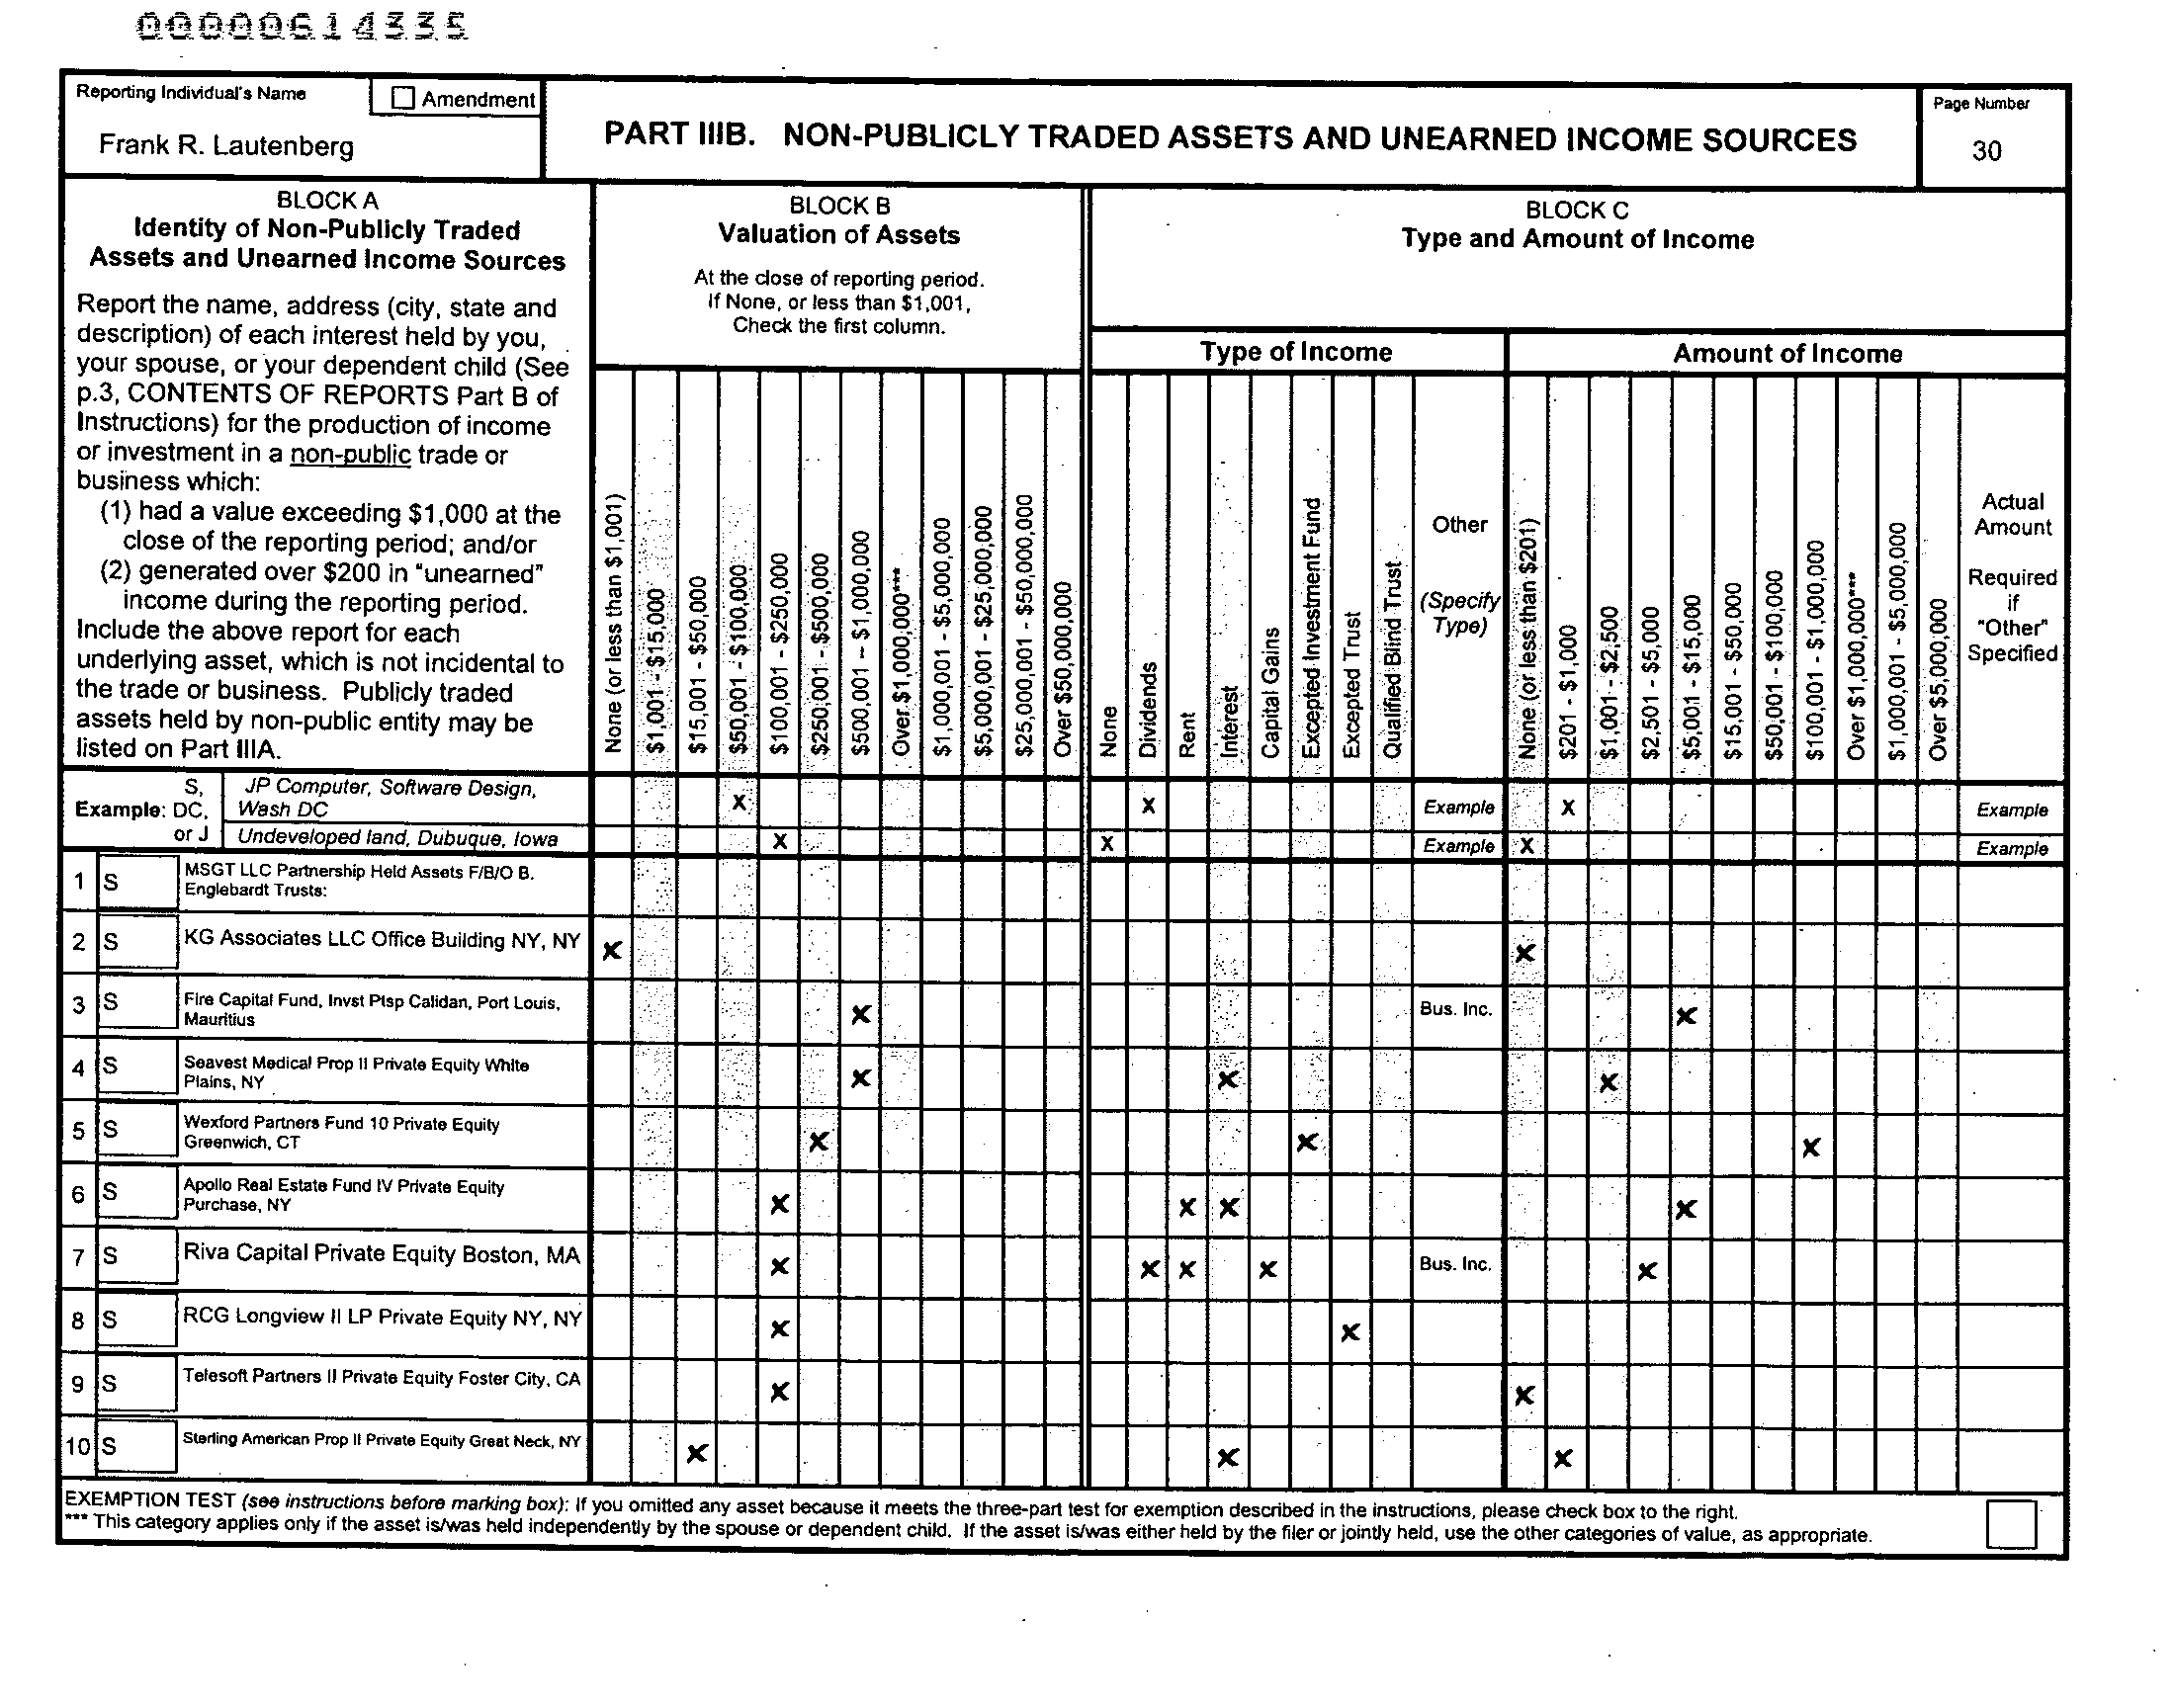 00000614335
Reporting Individual's Name
Amendment
Frank R. Lautenberg
PART IIIB. NON-PUBLICLY TRADED ASSETS AND UNEARNED INCOME SOURCES
Page Number
30
BLOCK A
Identity of Non-Publicly Traded
Assets and Unearned Income Sources
Report the name, address (city, state and
description) of each interest held by you,
your spouse, or your dependent child (See
p.3, CONTENTS OF REPORTS Part B of
Instructions) for the production of income
or investment in a non-public trade or
business which:
(1) had a value exceeding $1,000 at the
close of the reporting period; and/or
(2) generated over $200 in "unearned"
income during the reporting period.
Include the above report for each
underlying asset, which is not incidental to
the trade or business. Publicly traded
assets held by non-public entity may be
listed on Part IIIA.
BLOCK B
Valuation of Assets
At the close of reporting period.
If None, or less than $1,001,
Check the first column.
None (or less than $1,001)
$1,001 - $15,000
$15,001 - $50,000
$50,001 - $100,000
$100,001 - $250,000
$250,001 - $500,000
$500,001 -- $1,000,000
Over $1,000,000***
$1,000,001 - $5,000,000
$5,000,001 - $25,000,000
$25,000,001 - $50,000,000
Over $50,000,000
BLOCK C
Type and Amount of Income
Type of Income
None
Dividends
Rent
Interest
Capital Gains
Excepted Investment Fund
Excepted Trust
Qualified Blind Trust
Other
(Specify
Type)
Amount of Income
None (or less than $201)
$201 - $1,000
$1,001 - $2,500
$2,501 - $5,000
$5,001 - $15,000
$15,001 - $50,000
$50,001 - $100,000
$100,001 - $1,000,000
Over $1,000,000***
$1,000,001 - $5,000,000
Over $5,000,000
Actual
Amount
Required
if
"Other"
Specified
Example: S, DC, or J
JP Computer, Software Design,
Wash DC X X Example X Example
Undeveloped land, Dubuque, Iowa X X Example X Example
1 S MSGT LLC Partnership Held Assets F/B/O B.
Englebardt Trusts:
2 S KG Associates LLC Office Building NY, NY X X
3 S Fire Capital Fund, Invst Ptsp Calidan, Port Louis,
Mauritius X Bus. Inc. X
4 S Seavest Medical Prop II Private Equity White
Plains, NY X X X
5 S Wexford Partners Fund 10 Private Equity
Greenwich, CT X X X
6 S Apollo Real Estate Fund IV Private Equity
Purchase, NY X X X X
7 S Riva Capital Private Equity Boston, MA X X X X Bus. Inc. X
8 S RCG Longview II LP Private Equity NY, NY X X
9 S Telesoft Partners II Private Equity Foster City, CA X X
10 S Sterling American Prop II Private Equity Great Neck, NY X X X
EXEMPTION TEST (see instructions before marking box): If you omitted any asset because it meets the three-part test for exemption described in the instructions, please check box to the right.
*** This category applies only if the asset is/was held independently by the spouse or dependent child. If the asset is/was either held by the filer or jointly held, use the other categories of value, as appropriate.